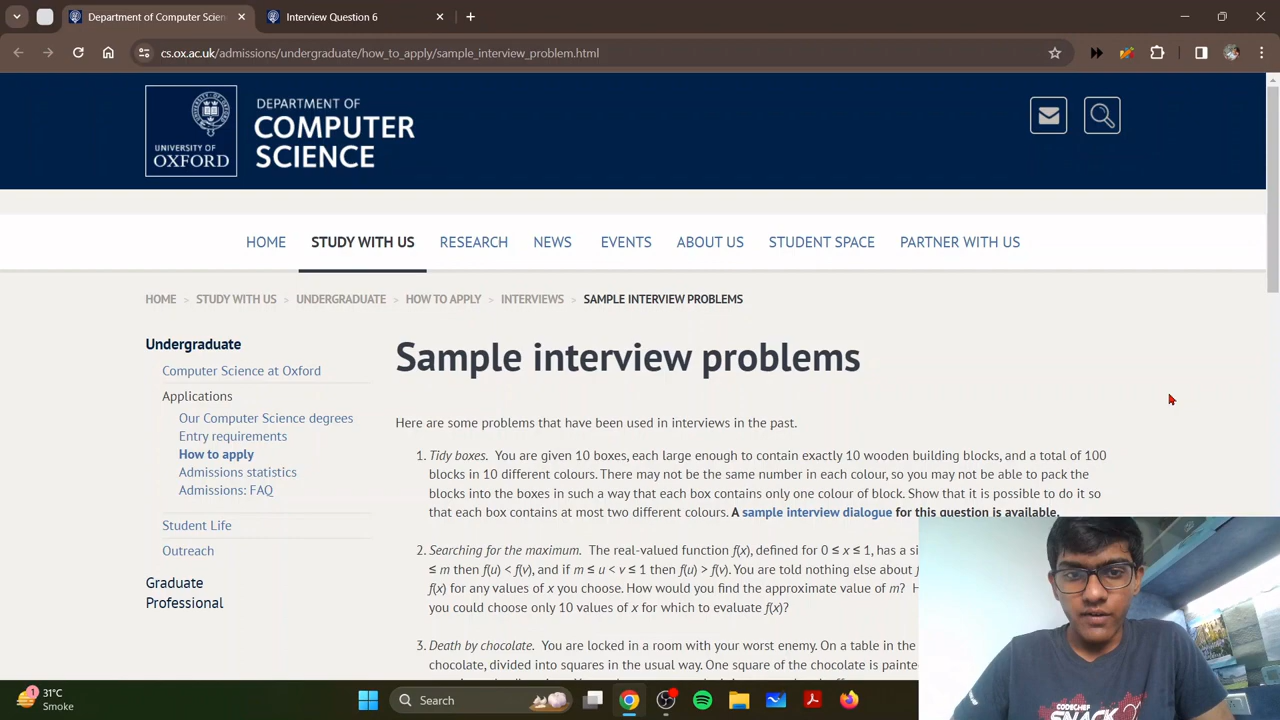 Department of Computer Scien
Interview Question 6
cs.ox.ac.uk/admissions/undergraduate/how_to_apply/sample_interview_problem.html
UNIVERSITY OF
OXFORD
DEPARTMENT OF
COMPUTER
SCIENCE
HOME STUDY WITH US RESEARCH NEWS EVENTS ABOUT US STUDENT SPACE PARTNER WITH US
HOME > STUDY WITH US > UNDERGRADUATE > HOW TO APPLY > INTERVIEWS > SAMPLE INTERVIEW PROBLEMS
Undergraduate
Computer Science at Oxford
Applications
Our Computer Science degrees
Entry requirements
How to apply
Admissions statistics
Admissions: FAQ
Student Life
Outreach
Graduate
Professional
Sample interview problems
Here are some problems that have been used in interviews in the past.
1. Tidy boxes. You are given 10 boxes, each large enough to contain exactly 10 wooden building blocks, and a total of 100
blocks in 10 different colours. There may not be the same number in each colour, so you may not be able to pack the
blocks into the boxes in such a way that each box contains only one colour of block. Show that it is possible to do it so
that each box contains at most two different colours. A sample interview dialogue for this question is available.
2. Searching for the maximum. The real-valued function f(x), defined for 0 ≤ x ≤ 1, has a si
≤ m then f(u) < f(v), and if m ≤ u < v ≤ 1 then f(u) > f(v). You are told nothing else about
f(x) for any values of x you choose. How would you find the approximate value of m?
you could choose only 10 values of x for which to evaluate f(x)?
3. Death by chocolate. You are locked in a room with your worst enemy. On a table in the
chocolate, divided into squares in the usual way. One square of the chocolate is painte
CODECHEF
SNACK
1
31°C
Smoke
Search